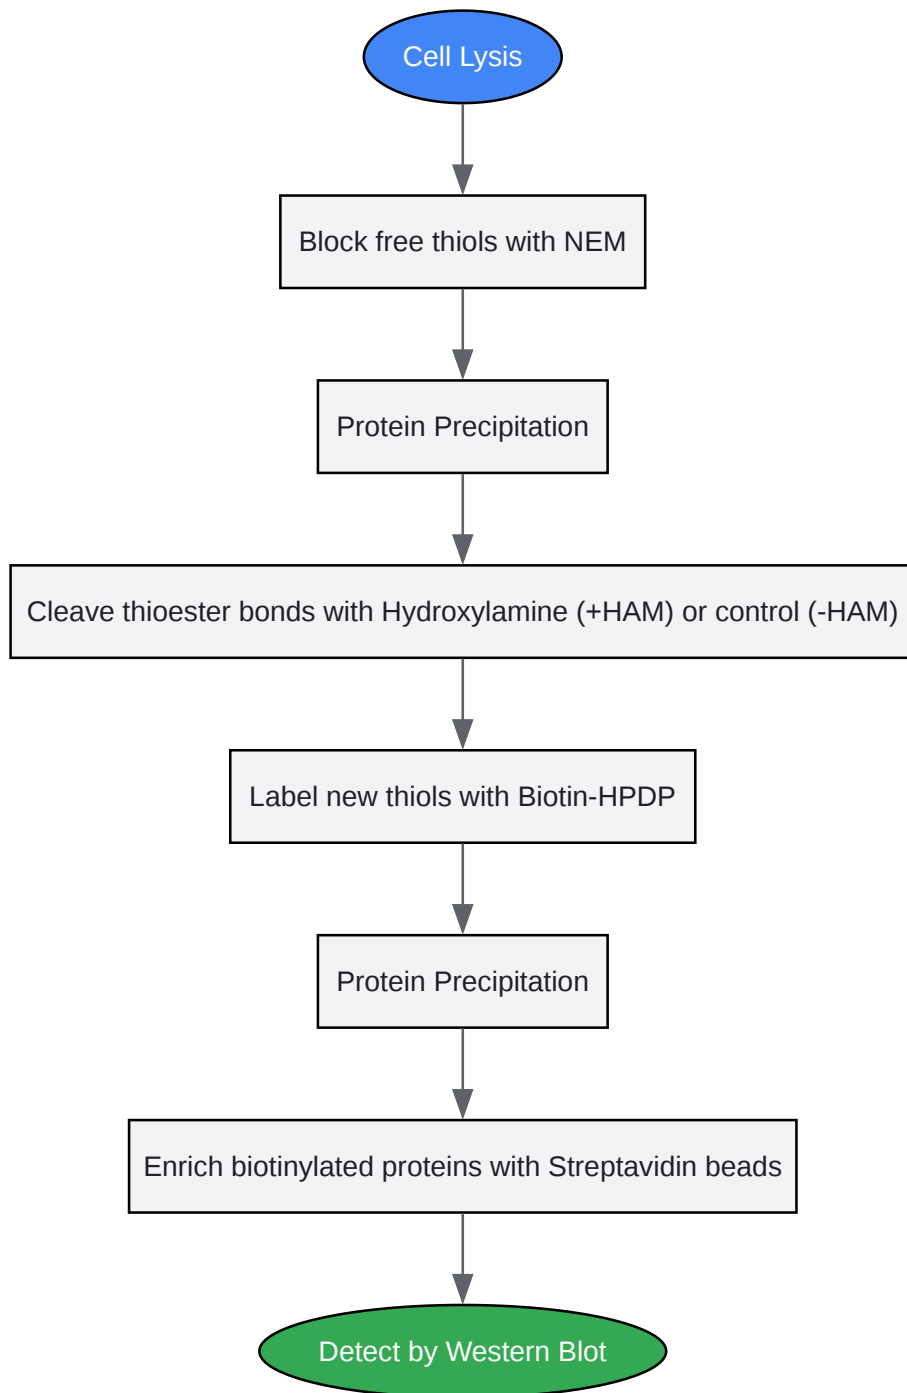 Cell Lysis
Block free thiols with NEM
Protein Precipitation
Cleave thioester bonds with Hydroxylamine (+HAM) or control (-HAM)
Label new thiols with Biotin-HPDP
Protein Precipitation
Enrich biotinylated proteins with Streptavidin beads
Detect by Western Blot